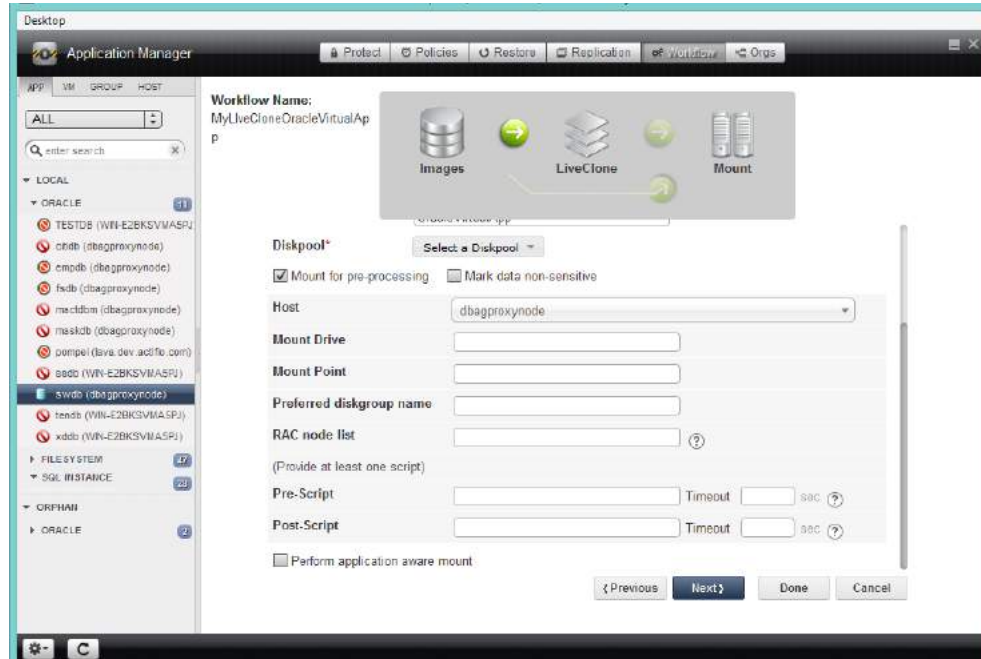 Desktop
Application Manager
Protect
Policies
Restore
Replication
Workflow
Orgs
APP VM GROUP HOST
ALL
enter search
LOCAL
ORACLE 11
TESTDB (WIN-E2BKSVMA5PJ
citidb (dbagproxynode)
empdb (dbagproxynode)
fsdb (dbagproxynode)
maskdb (dbagproxynode)
pompei (lava.dev.actifio.com)
(WIN-E2BKSVMA5PJ)
swdb (dbagproxynode)
tendb (WIN-E2BKSVMA5PJ)
xddb (WIN-E2BKSVMA5PJ)
FILESYSTEM
SQL INSTANCE
ORPHAN
ORACLE 2
Workflow Name:
MyLIveCloneOracleVirtualAp
p
Images
LiveClone
Mount
OracleVirtualApp
Diskpool*
Select a Diskpool
Mount for pre-processing
Mark data non-sensitive
Host
dbagproxynode
Mount Drive
Mount Point
Preferred diskgroup name
RAC node list ?
(Provide at least one script)
Pre-Script Timeout sec ?
Post-Script Timeout sec ?
Perform application aware mount
Previous
Next
Done
Cancel